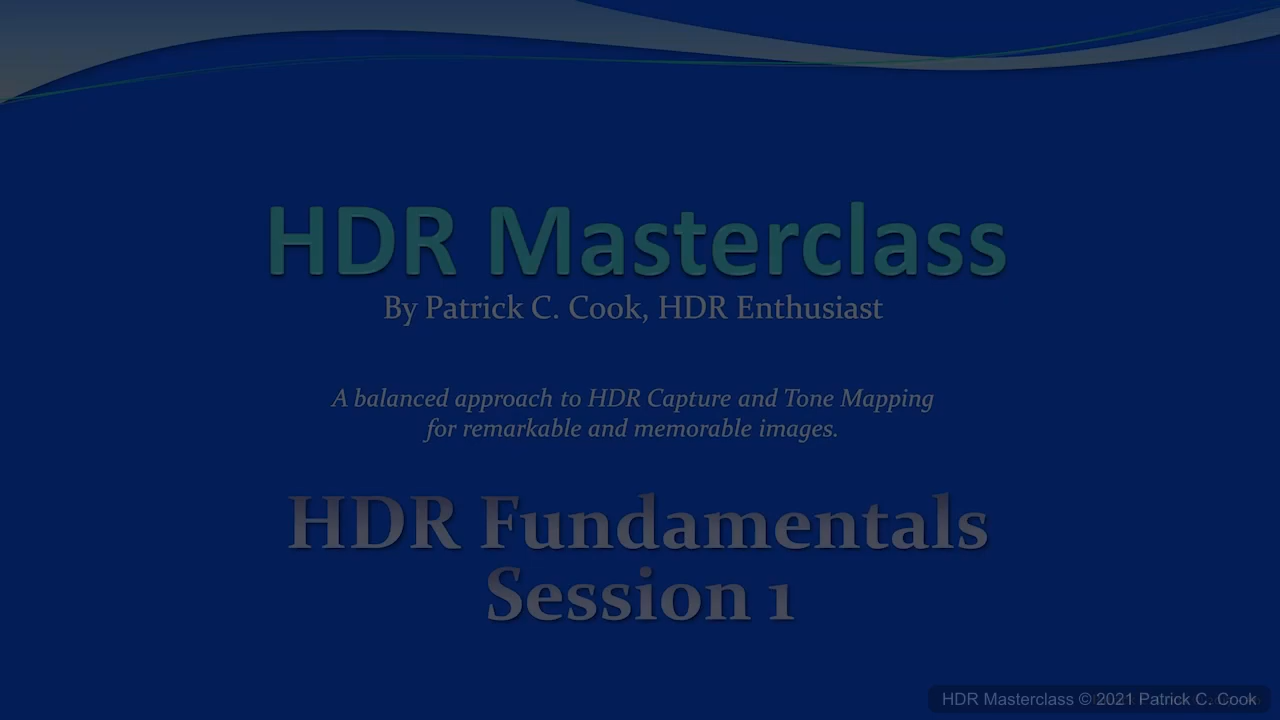 HDR Masterclass
By Patrick C. Cook, HDR Enthusiast
A balanced approach to HDR Capture and Tone Mapping
for remarkable and memorable images.
HDR Fundamentals
Session 1
HDR Masterclass © 2021 Patrick C. Cook